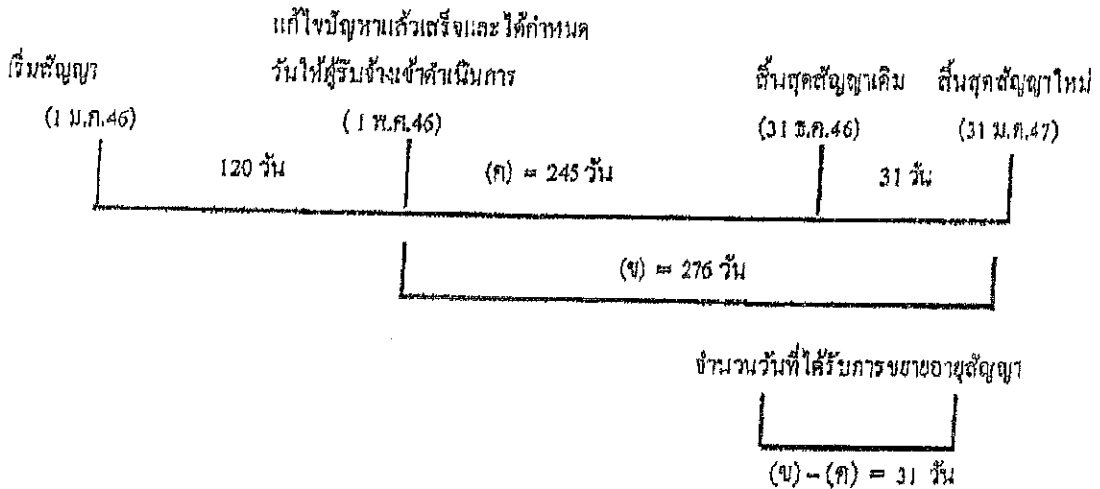 แก้ไขปัญหาแล้วเสร็จและได้กำหนด
เริ่มสัญญา วันให้ผู้รับจ้างเข้าดำเนินการ สิ้นสุดสัญญาเดิม สิ้นสุดสัญญาใหม่
(1 ม.ค.46) (1 พ.ค.46) (31 ธ.ค.46) (31 ม.ค.47)
120 วัน (ค) = 245 วัน 31 วัน
(ข) = 276 วัน
จำนวนวันที่ได้รับการขยายอายุสัญญา
(ข) – (ค) = 31 วัน